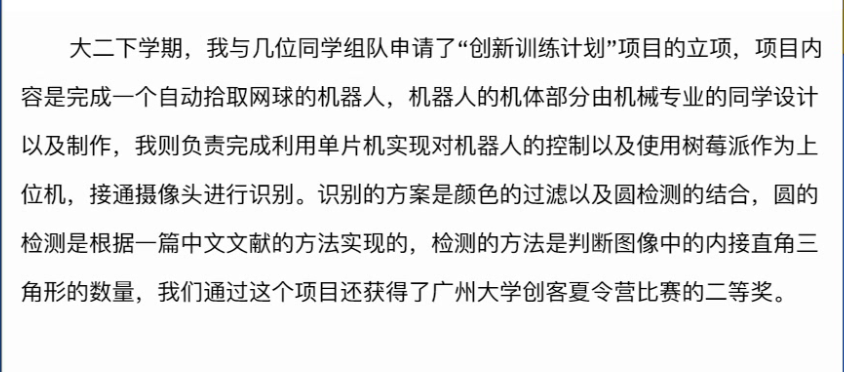 大二下学期，我与几位同学组队申请了“创新训练计划”项目的立项，项目内
容是完成一个自动拾取网球的机器人，机器人的机体部分由机械专业的同学设计
以及制作，我则负责完成利用单片机实现对机器人的控制以及使用树莓派作为上
位机，接通摄像头进行识别。识别的方案是颜色的过滤以及圆检测的结合，圆的
检测是根据一篇中文文献的方法实现的，检测的方法是判断图像中的内接直角三
角形的数量，我们通过这个项目还获得了广州大学创客夏令营比赛的二等奖。